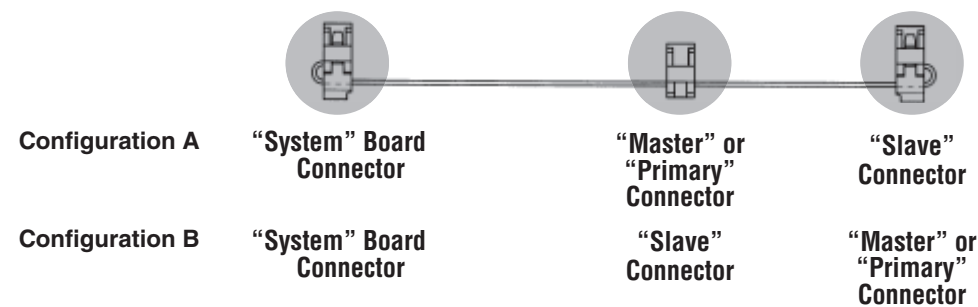 Configuration A
“System” Board
Connector
“Master” or
“Primary”
Connector
“Slave”
Connector
Configuration B
“System” Board
Connector
“Slave”
Connector
“Master” or
“Primary”
Connector